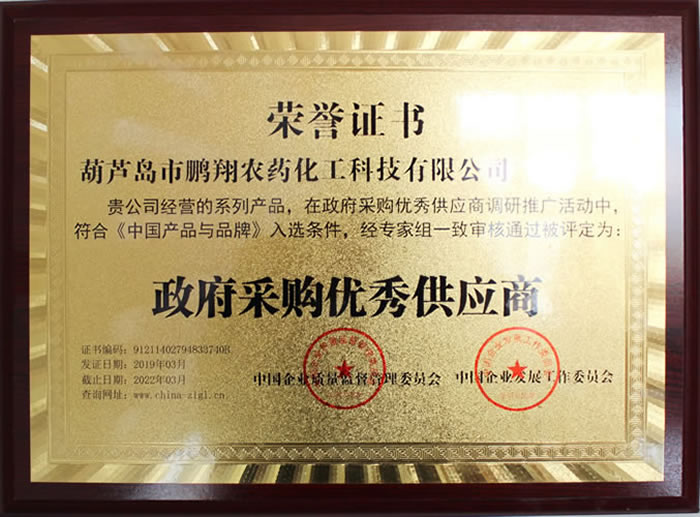 荣誉证书
葫芦岛市鹏翔农药化工科技有限公司
贵公司经营的系列产品，在政府采购优秀供应商调研推广活动中，
符合《中国产品与品牌》入选条件，经专家组一致审核通过被评定为：
政府采购优秀供应商
证书编码：91211402794833740B
发证日期：2019年03月
截止日期：2022年03月
查询网址：www.china-zigl.cn
中国企业质量监督管理委员会 中国企业发展工作委员会